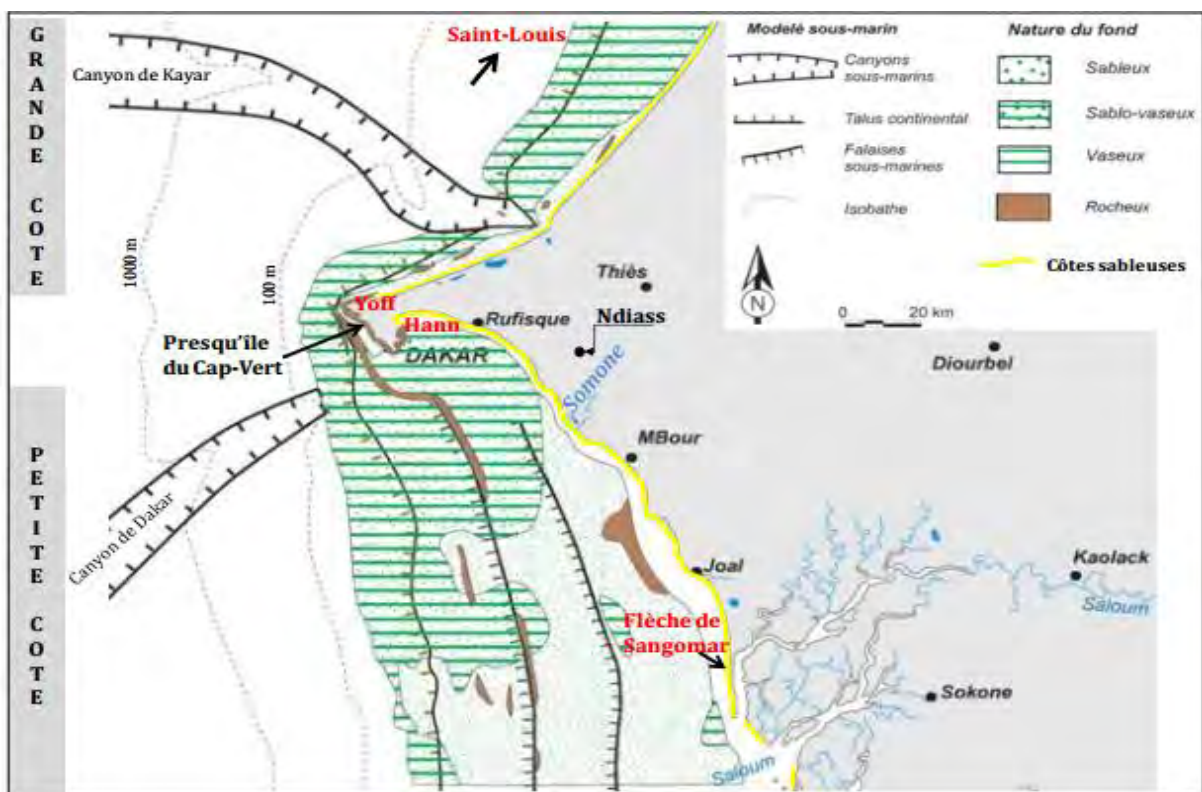 GRANDE COTE
PETITE COTE
Saint-Louis
Canyon de Kayar
1000 m
100 m
Yoff
Hann
Rufisque
DAKAR
Presqu'île
du Cap-Vert
Canyon de Dakar
Thiès
Ndiass
Somone
MBour
Joal
Flèche de
Sangomar
Diourbel
Kaolack
Saloum
Sokone
Saloum
Modelé sous-marin
Canyons
sous-marins
Talus continental
Falaises
sous-marines
Isobathe
Nature du fond
Sableux
Sablo-vaseux
Vaseux
Rocheux
Côtes sableuses
N
0 20 km